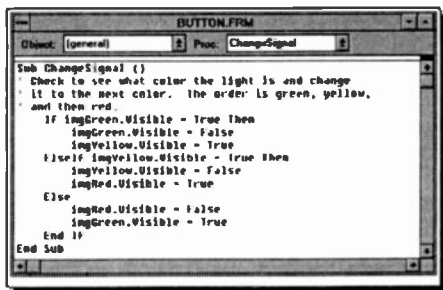 BUTTON.FRM
Object: (general) Proc: ChangeSignal
Sub ChangeSignal ()
' Check to see what color the light is and change
' it to the next color. The order is green, yellow,
' and then red.
If imgGreen.Visible = True Then
imgGreen.Visible = False
imgYellow.Visible = True
ElseIf imgYellow.Visible = True Then
imgYellow.Visible = False
imgRed.Visible = True
Else
imgRed.Visible = False
imgGreen.Visible = True
End If
End Sub